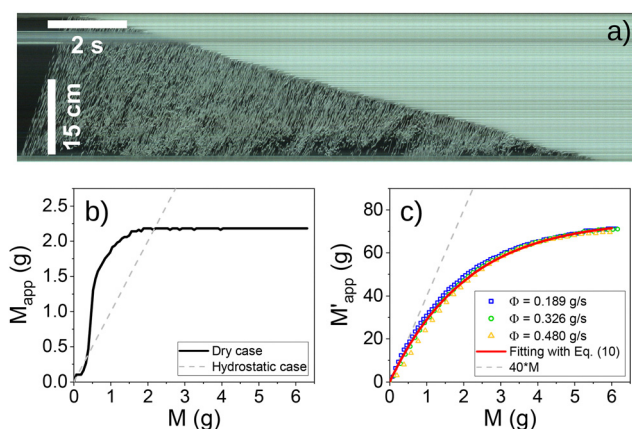 a)
2 s
15 cm
b)
2.5
2.0
1.5
1.0
0.5
0.0
M_app (g)
Dry case
Hydrostatic case
0 1 2 3 4 5 6
M (g)
c)
80
60
40
20
0
M'_app (g)
Φ = 0.189 g/s
Φ = 0.326 g/s
Φ = 0.480 g/s
Fitting with Eq. (10)
40*M
0 1 2 3 4 5 6
M (g)